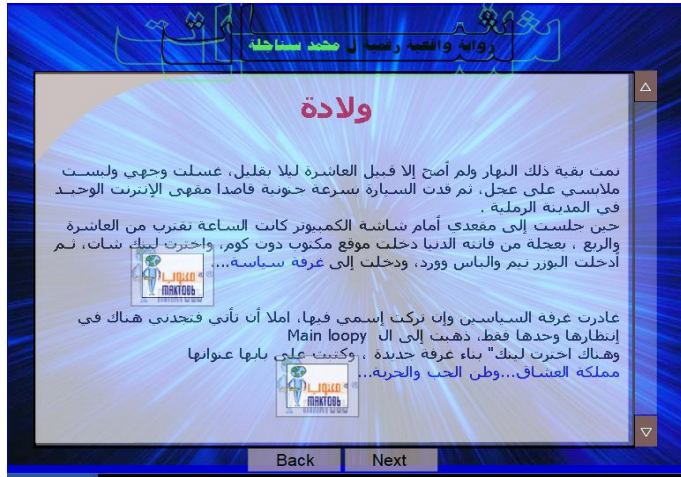 شات
رواية واقعية رقمية ل محمد سناجلة
ولادة
نمت بقية ذلك النهار ولم أصح إلا قبيل العاشرة ليلا بقليل، غسلت وجهي ولبست
ملابسي على عجل، ثم قدت السيارة بسرعة جنونية قاصدا مقهى الإنترنت الوحيد
في المدينة الرملية .
حين جلست إلى مقعدي أمام شاشة الكمبيوتر كانت الساعة تقترب من العاشرة
والربع ، بعجلة من فاتته الدنيا دخلت موقع مكتوب دوت كوم، واخترت لينك شات، ثم
أدخلت اليوزر نيم والباس وورد، ودخلت إلى غرفة سياسة....
مكتوب
MAKTOOB
غادرت غرفة السياسين وإن تركت إسمي فيها، املا أن تأتي فتجدني هناك في
إنتظارها وحدها فقط، ذهبت إلى ال Main loopy
وهناك اخترت لينك" بناء غرفة جديدة ، وكتبت على بابها عنوانها
مملكة العشاق...وطن الحب والحرية...
مكتوب
MAKTOOB
Back
Next